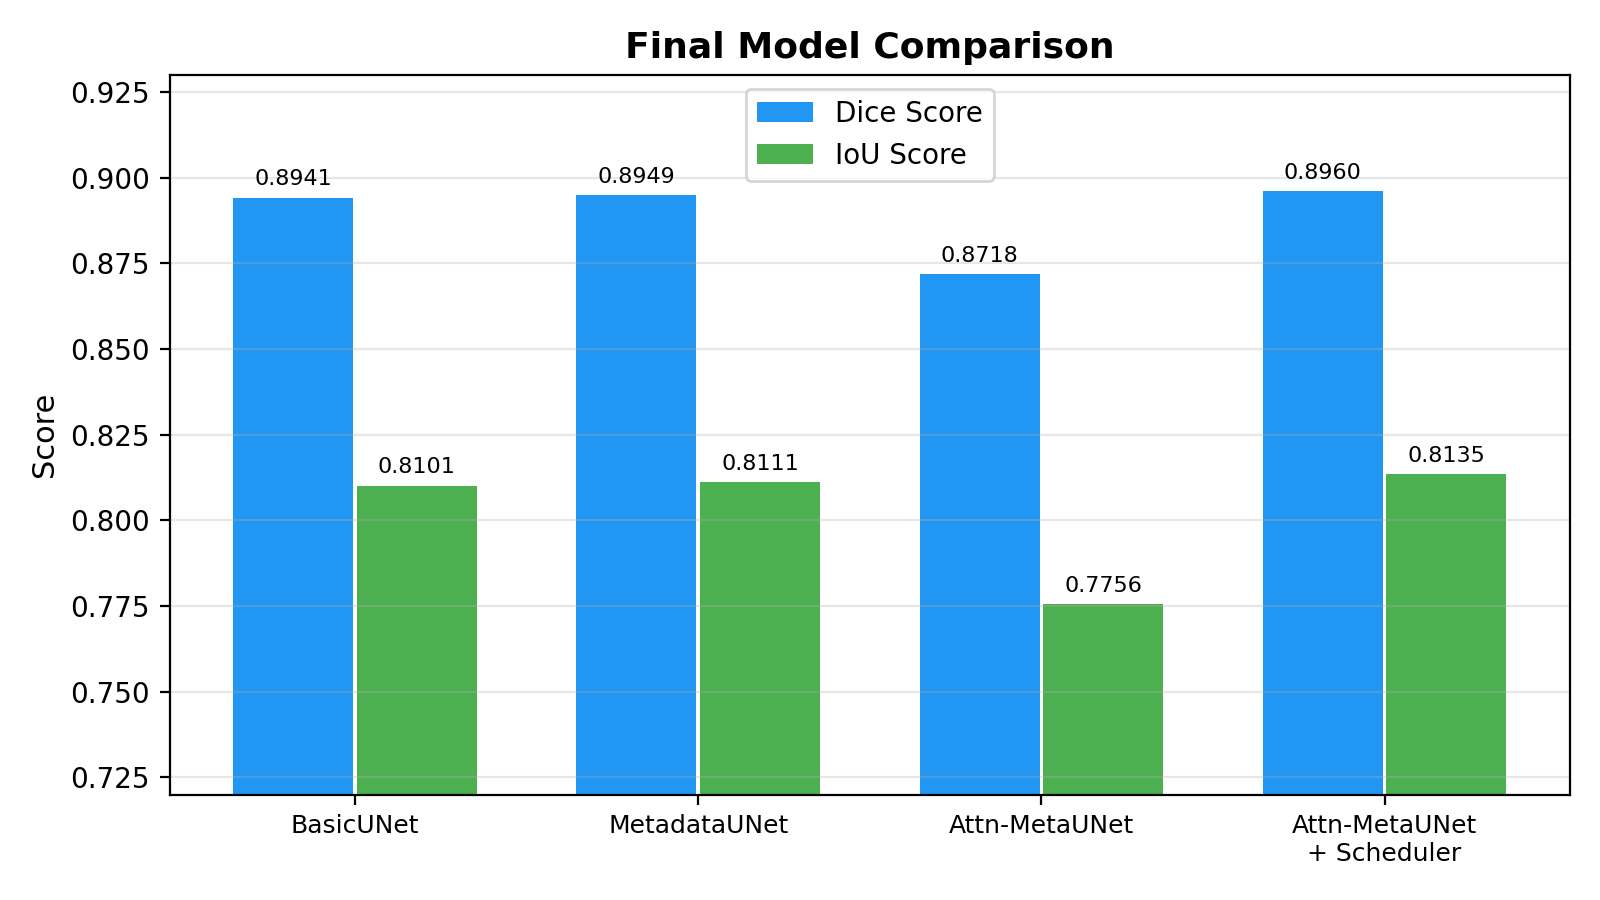 Final Model Comparison
Dice Score
IoU Score
Score
0.925
0.900
0.875
0.850
0.825
0.800
0.775
0.750
0.725
0.8941
0.8101
0.8949
0.8111
0.8718
0.7756
0.8960
0.8135
BasicUNet
MetadataUNet
Attn-MetaUNet
Attn-MetaUNet
+ Scheduler